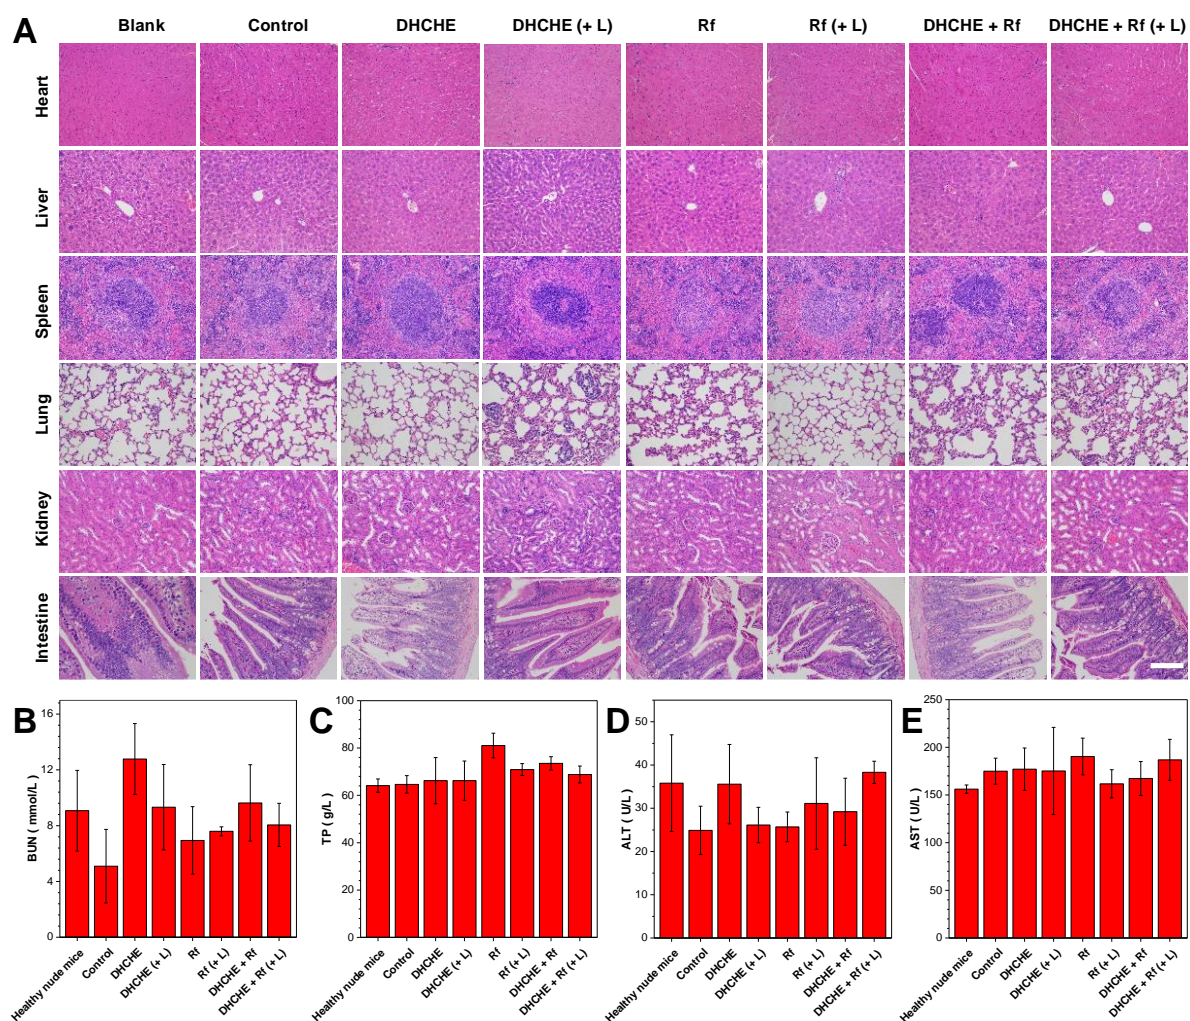 A
Blank Control DHCHE DHCHE (+ L) Rf Rf (+ L) DHCHE + Rf DHCHE + Rf (+ L)
Heart
Liver
Spleen
Lung
Kidney
Intestine
B
BUN ( mmol/L)
16
12
8
4
0
Healthy nude mice
Control
DHCHE
DHCHE (+ L)
Rf
Rf (+ L)
DHCHE + Rf
DHCHE + Rf (+ L)
C
TP ( g/L)
100
80
60
40
20
0
Healthy nude mice
Control
DHCHE
DHCHE (+ L)
Rf
Rf (+ L)
DHCHE + Rf
DHCHE + Rf (+ L)
D
ALT ( U/L)
50
40
30
20
10
0
Healthy nude mice
Control
DHCHE
DHCHE (+ L)
Rf
Rf (+ L)
DHCHE + Rf
DHCHE + Rf (+ L)
E
AST ( U/L)
250
200
150
100
50
0
Healthy nude mice
Control
DHCHE
DHCHE (+ L)
Rf
Rf (+ L)
DHCHE + Rf
DHCHE + Rf (+ L)